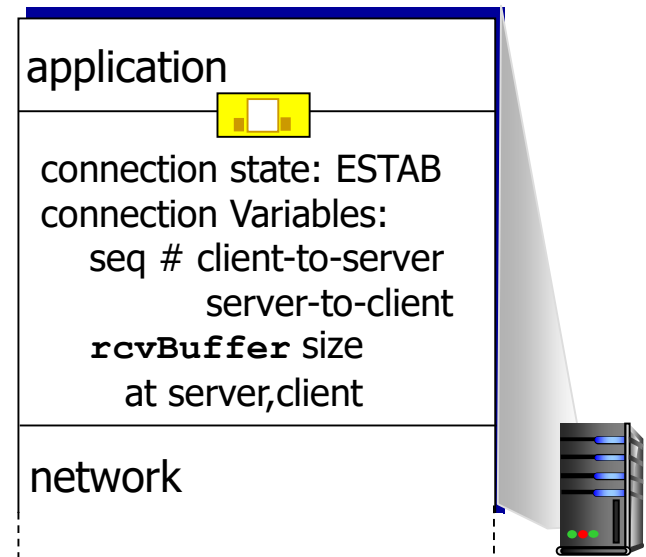 application
connection state: ESTAB
connection Variables:
seq # client-to-server
server-to-client
rcvBuffer size
at server,client
network